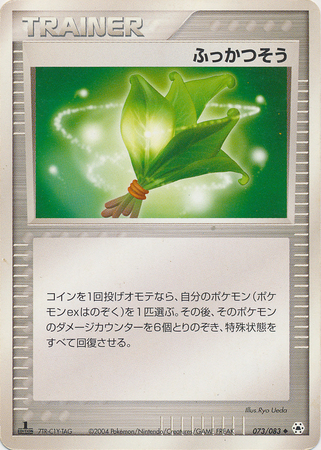 TRAINER
ふっかつそう
コインを1回投げオモテなら、自分のポケモン(ポケ
モンexはのぞく)を1匹選ぶ。その後、そのポケモン
のダメージカウンターを6個とりのぞき、特殊状態を
すべて回復させる。
Illus.Ryo Ueda
1
7TR-C1Y-TAG
©2004 Pokémon/Nintendo/Creatures/GAME FREAK
073/083 ◆